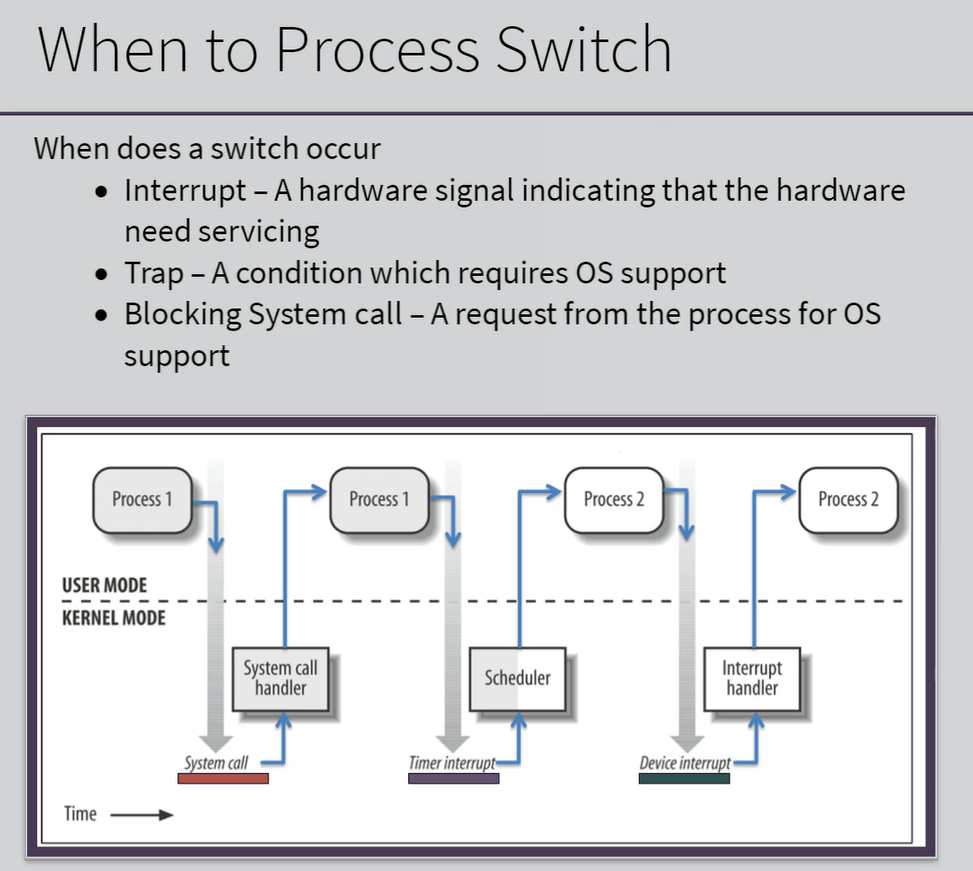 When to Process Switch
When does a switch occur
• Interrupt – A hardware signal indicating that the hardware
need servicing
• Trap – A condition which requires OS support
• Blocking System call – A request from the process for OS
support
Process 1
Process 1
Process 2
Process 2
USER MODE
KERNEL MODE
System call
handler
Scheduler
Interrupt
handler
System call
Timer interrupt
Device interrupt
Time